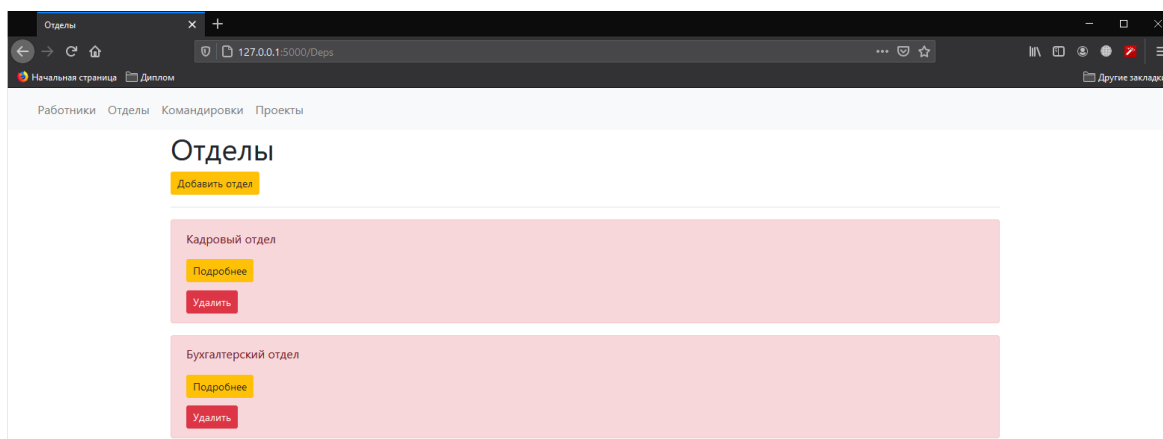 Отделы
127.0.0.1:5000/Deps
Начальная страница Диплом Другие закладки
Работники Отделы Командировки Проекты
Отделы
Добавить отдел
Кадровый отдел
Подробнее
Удалить
Бухгалтерский отдел
Подробнее
Удалить